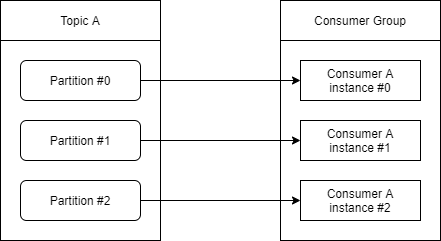 Topic A
Consumer Group
Partition #0
Consumer A
instance #0
Partition #1
Consumer A
instance #1
Partition #2
Consumer A
instance #2